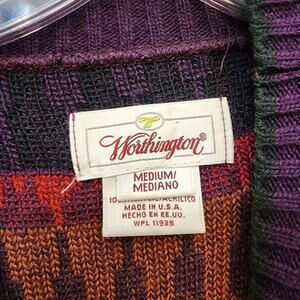 Worthington®
MEDIUM/
MEDIANO
MADE IN U.S.A.
HECHO EN EE.UU.
WPL 11935